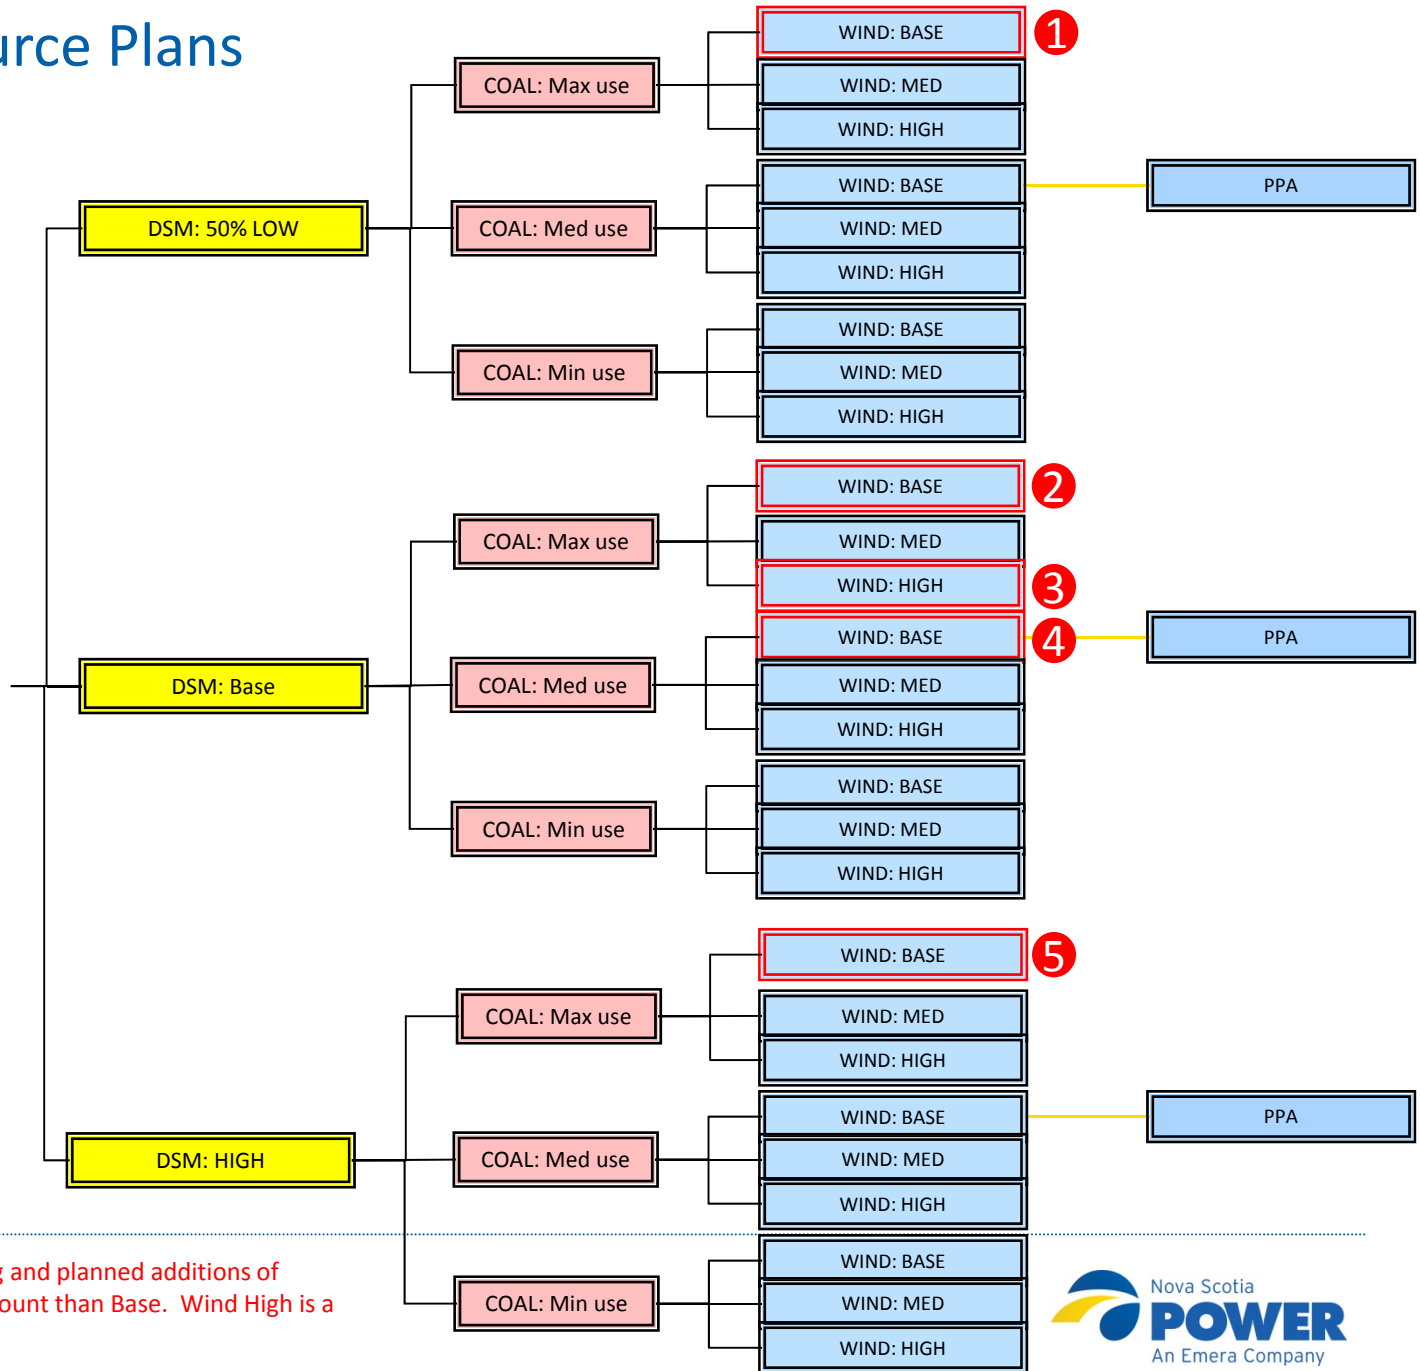 urce Plans
WIND: BASE
1
COAL: Max use
WIND: MED
WIND: HIGH
WIND: BASE
PPA
DSM: 50% LOW
COAL: Med use
WIND: MED
WIND: HIGH
WIND: BASE
COAL: Min use
WIND: MED
WIND: HIGH
WIND: BASE
2
COAL: Max use
WIND: MED
WIND: HIGH
3
WIND: BASE
4
PPA
DSM: Base
COAL: Med use
WIND: MED
WIND: HIGH
WIND: BASE
COAL: Min use
WIND: MED
WIND: HIGH
WIND: BASE
5
COAL: Max use
WIND: MED
WIND: HIGH
WIND: BASE
PPA
DSM: HIGH
COAL: Med use
WIND: MED
WIND: HIGH
WIND: BASE
COAL: Min use
WIND: MED
WIND: HIGH
g and planned additions of
ount than Base.  Wind High is a
Nova Scotia
POWER
An Emera Company